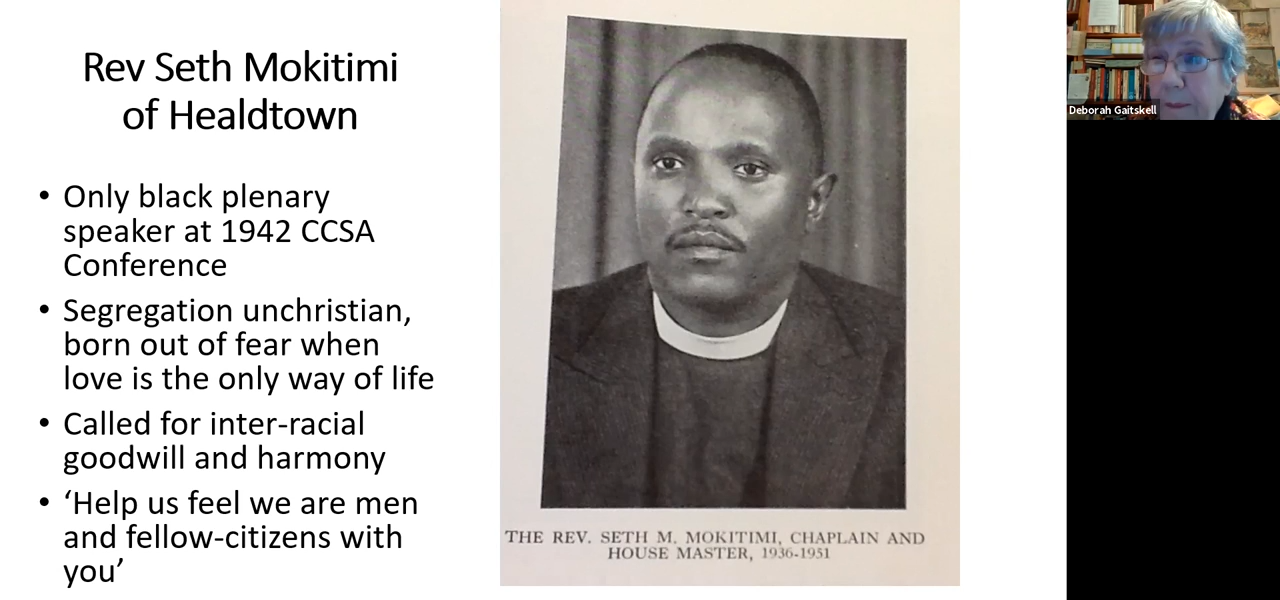 Rev Seth Mokitimi
of Healdtown
• Only black plenary
speaker at 1942 CCSA
Conference
• Segregation unchristian,
born out of fear when
love is the only way of life
• Called for inter-racial
goodwill and harmony
• ‘Help us feel we are men
and fellow-citizens with
you’
THE REV. SETH M. MOKITIMI, CHAPLAIN AND
HOUSE MASTER, 1936-1951
Deborah Gaitskell